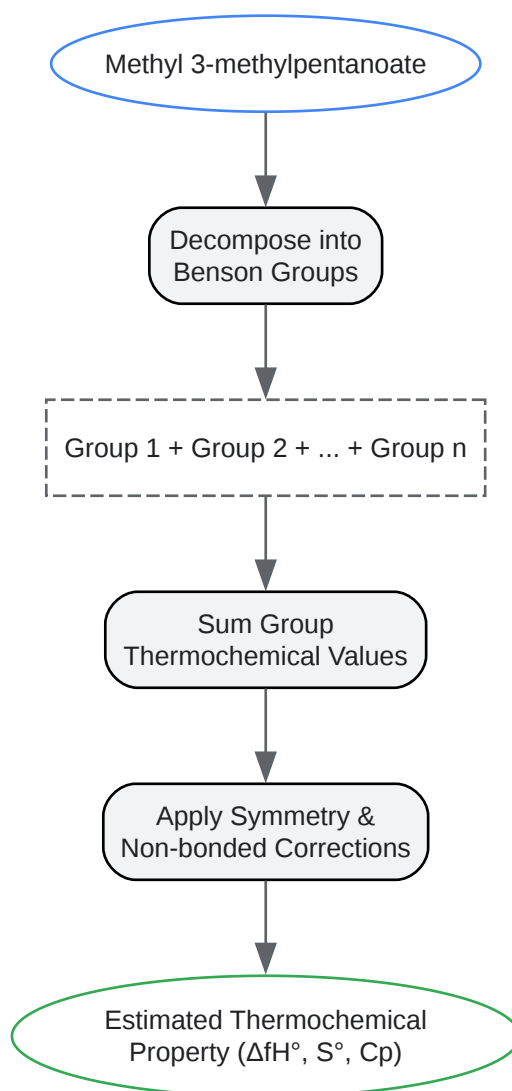 Methyl 3-methylpentanoate
Decompose into
Benson Groups
Group 1 + Group 2 + ... + Group n
Sum Group
Thermochemical Values
Apply Symmetry &
Non-bonded Corrections
Estimated Thermochemical
Property (ΔfH°, S°, Cp)